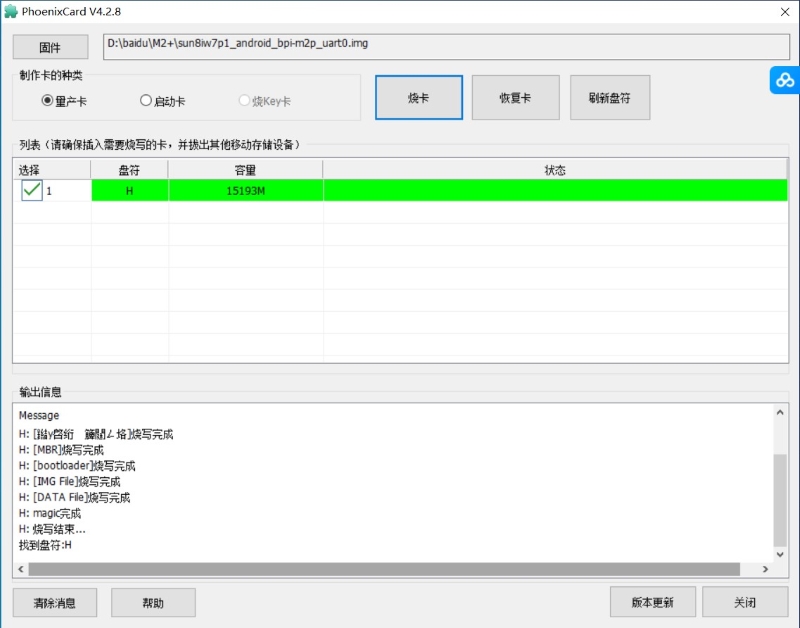 PhoenixCard V4.2.8
固件
D:\baidu\M2+\sun8iw7p1_android_bpi-m2p_uart0.img
制作卡的种类
量产卡
启动卡
烧Key卡
烧卡
恢复卡
刷新盘符
列表（请确保插入需要烧写的卡，并拔出其他移动存储设备）
选择 盘符 容量 状态
1 H 15193M
输出信息
Message
H: 烧写完成
H: [MBR]烧写完成
H: [bootloader]烧写完成
H: [IMG File]烧写完成
H: [DATA File]烧写完成
H: magic完成
H: 烧写结束...
找到盘符:H
清除消息
帮助
版本更新
关闭